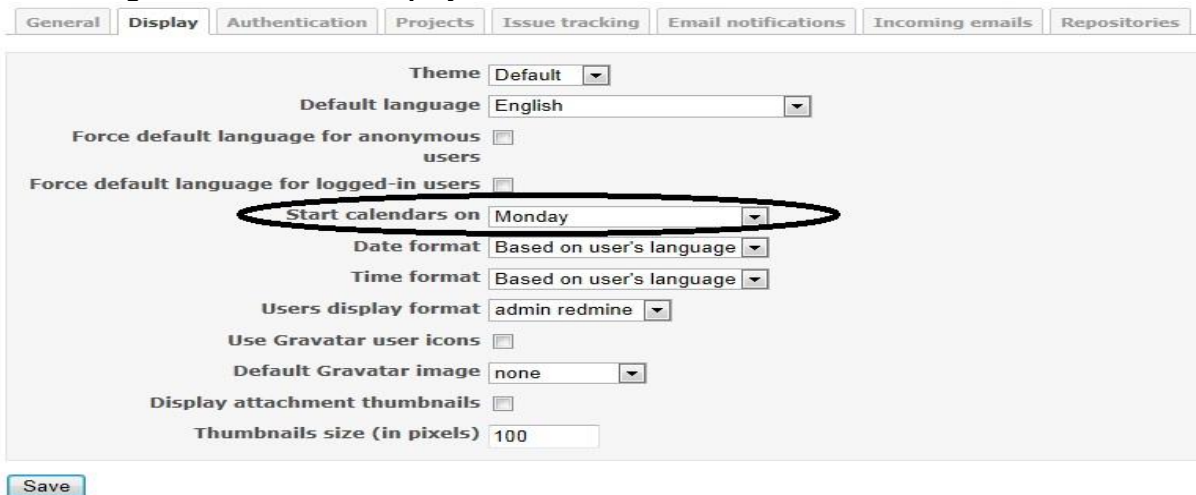 General Display Authentication Projects Issue tracking Email notifications Incoming emails Repositories
Theme Default
Default language English
Force default language for anonymous
users
Force default language for logged-in users
Start calendars on Monday
Date format Based on user's language
Time format Based on user's language
Users display format admin redmine
Use Gravatar user icons
Default Gravatar image none
Display attachment thumbnails
Thumbnails size (in pixels) 100
Save